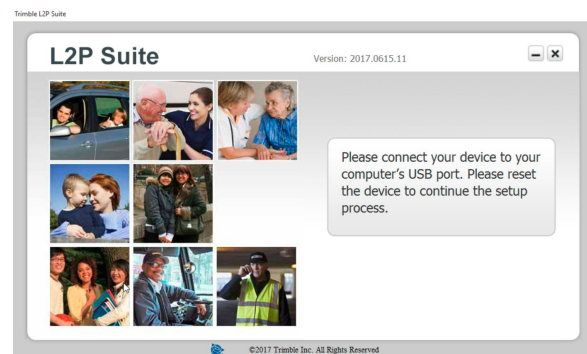 Trimble L2P Suite
L2P Suite
Version: 2017.0615.11
Please connect your device to your
computer's USB port. Please reset
the device to continue the setup
process.
©2017 Trimble Inc. All Rights Reserved